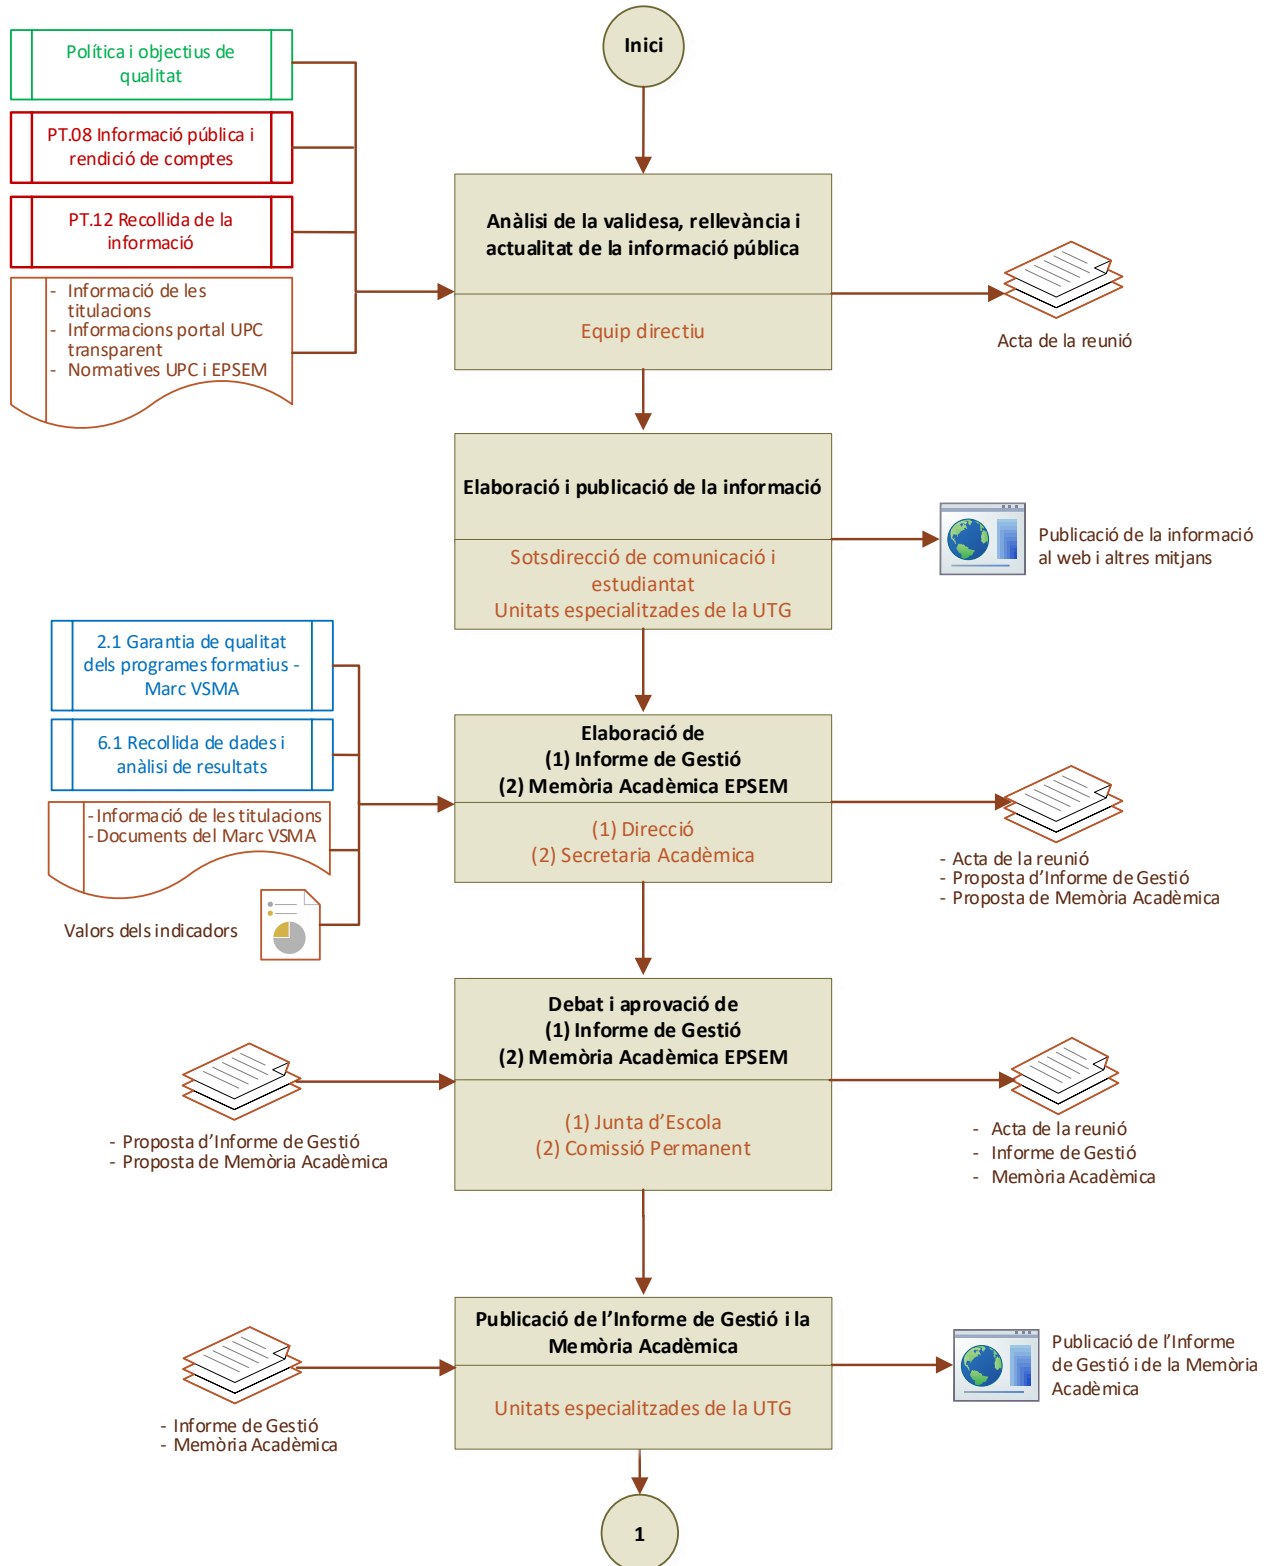 Inici
Política i objectius de
qualitat
PT.08 Informació pública i
rendició de comptes
PT.12 Recollida de la
informació
- Informació de les
titulacions
- Informacions portal UPC
transparent
- Normatives UPC i EPSEM
Anàlisi de la validesa, rellevància i
actualitat de la informació pública
Equip directiu
Acta de la reunió
Elaboració i publicació de la informació
Sotsdirecció de comunicació i
estudiantat
Unitats especialitzades de la UTG
Publicació de la informació
al web i altres mitjans
2.1 Garantia de qualitat
dels programes formatius -
Marc VSMA
6.1 Recollida de dades i
anàlisi de resultats
- Informació de les titulacions
- Documents del Marc VSMA
Valors dels indicadors
Elaboració de
(1) Informe de Gestió
(2) Memòria Acadèmica EPSEM
(1) Direcció
(2) Secretaria Acadèmica
- Acta de la reunió
- Proposta d’Informe de Gestió
- Proposta de Memòria Acadèmica
Debat i aprovació de
(1) Informe de Gestió
(2) Memòria Acadèmica EPSEM
(1) Junta d’Escola
(2) Comissió Permanent
- Proposta d’Informe de Gestió
- Proposta de Memòria Acadèmica
- Acta de la reunió
- Informe de Gestió
- Memòria Acadèmica
Publicació de l’Informe de Gestió i la
Memòria Acadèmica
Unitats especialitzades de la UTG
- Informe de Gestió
- Memòria Acadèmica
Publicació de l’Informe
de Gestió i de la Memòria
Acadèmica
1